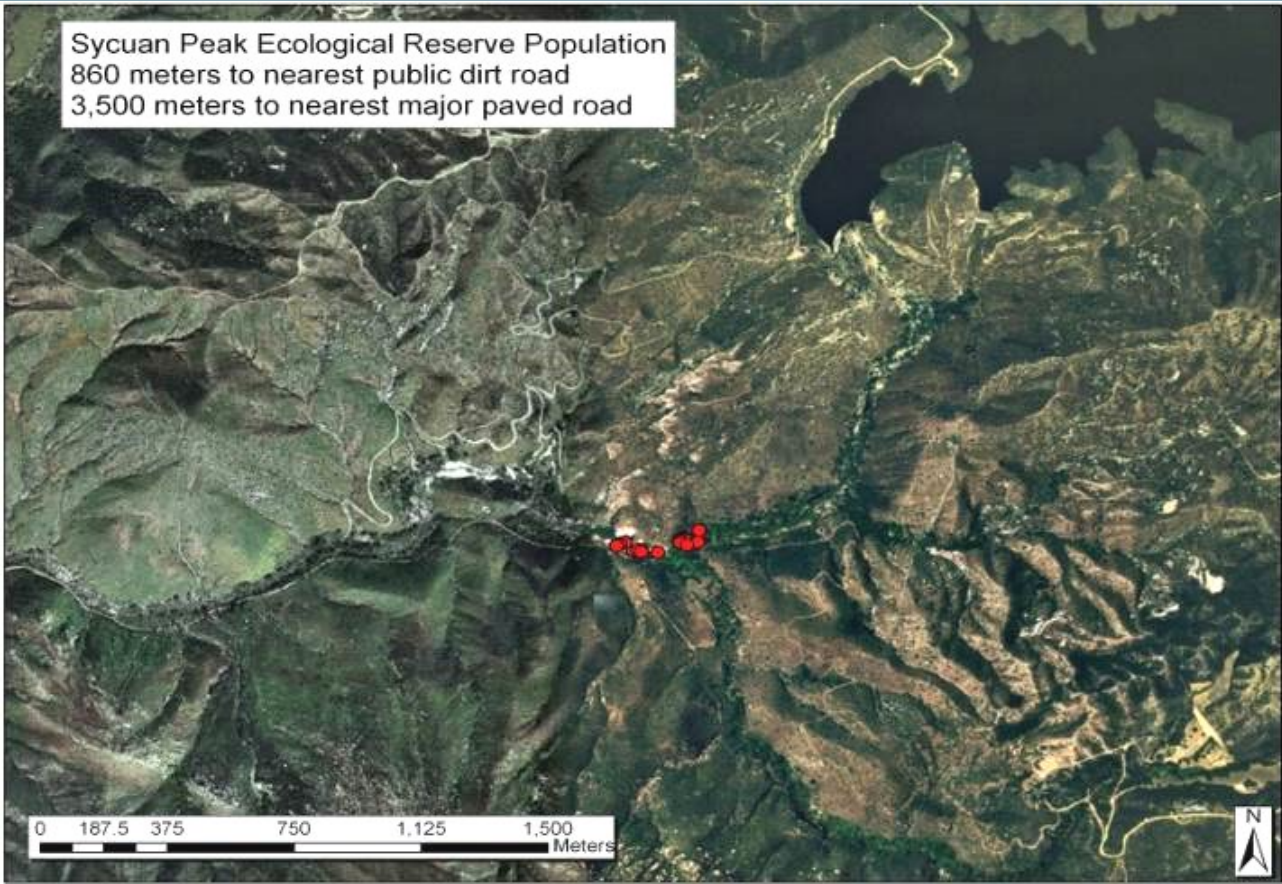 Sycuan Peak Ecological Reserve Population
860 meters to nearest public dirt road
3,500 meters to nearest major paved road
0 187.5 375 750 1,125 1,500
Meters
N